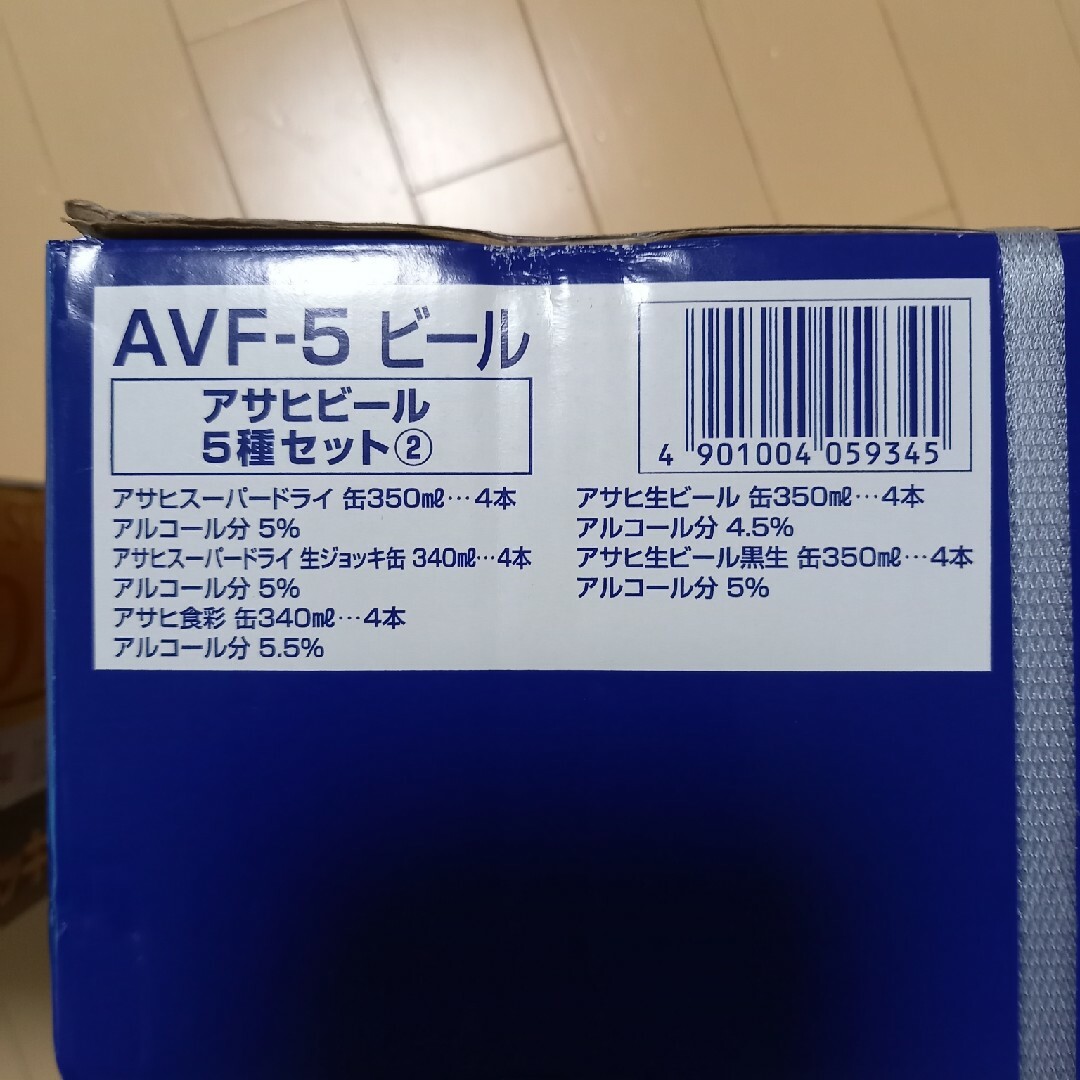 AVF-5 ビール
アサヒビール
5種セット②
4 901004 059345
アサヒスーパードライ 缶350㎖…4本
アルコール分 5%
アサヒスーパードライ 生ジョッキ缶 340㎖…4本
アルコール分 5%
アサヒ食彩 缶340㎖…4本
アルコール分 5.5%
アサヒ生ビール 缶350㎖…4本
アルコール分 4.5%
アサヒ生ビール黒生 缶350㎖…4本
アルコール分 5%